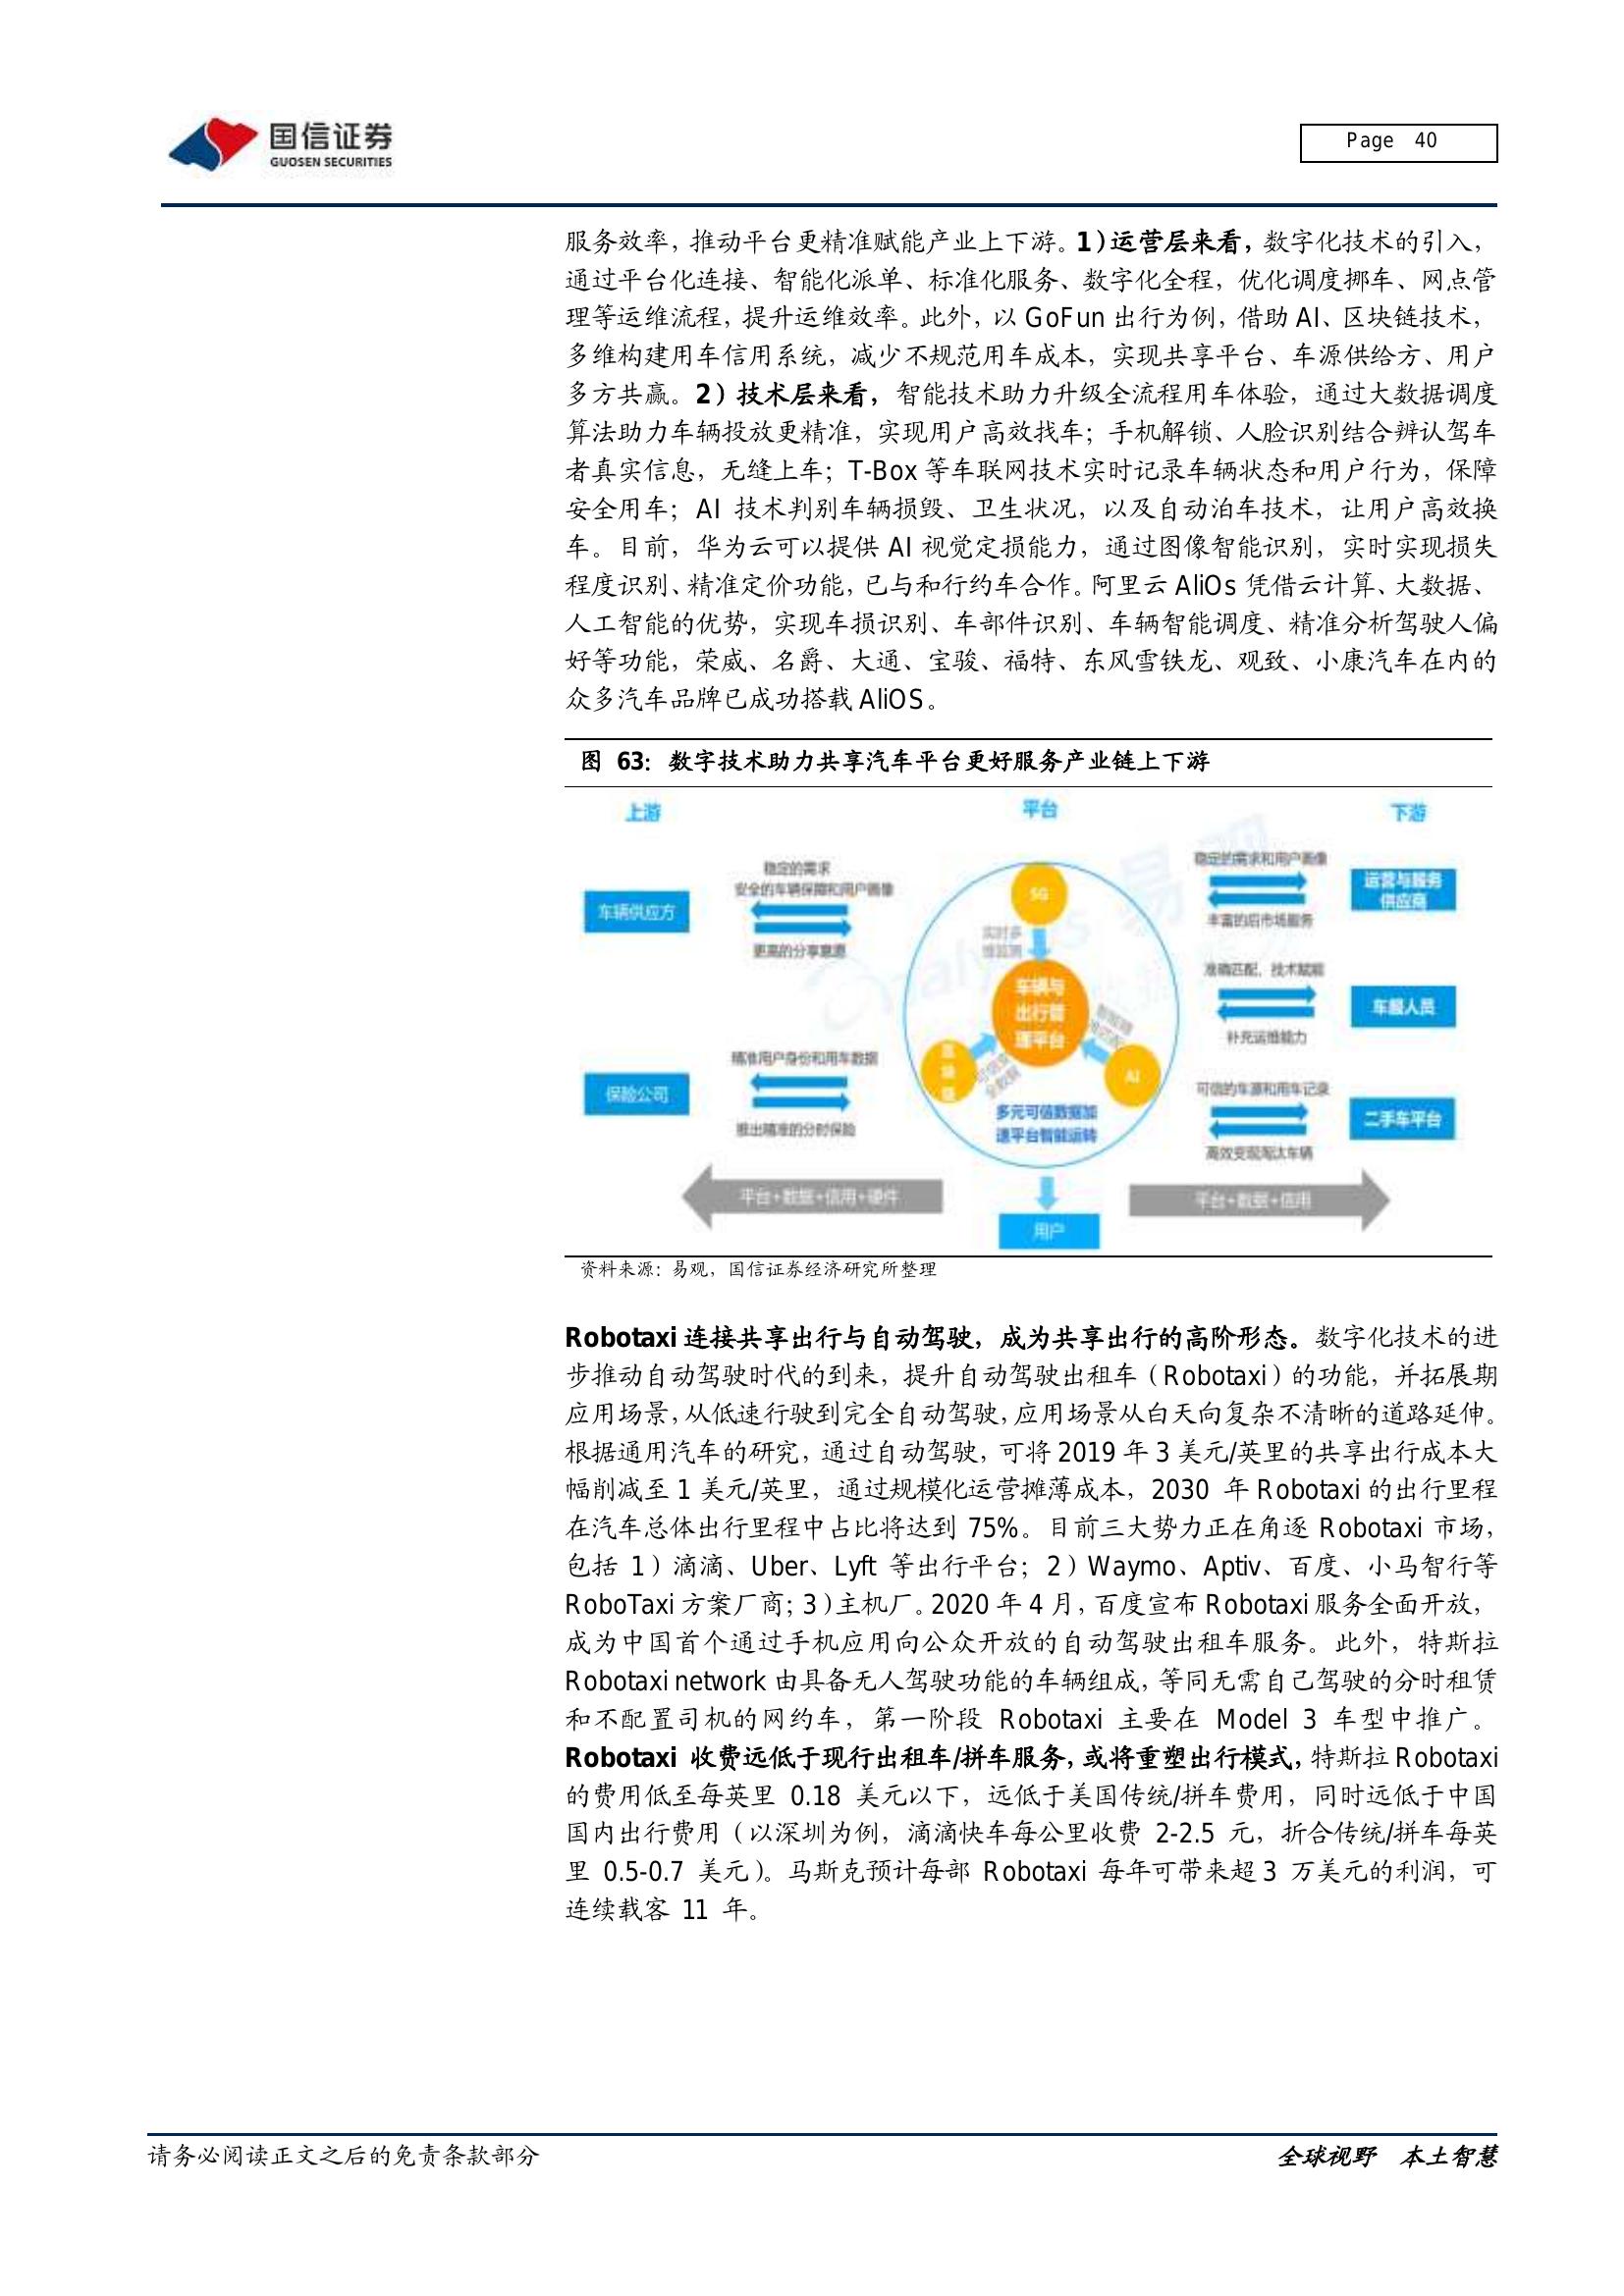 国信证券
GUOSEN SECURITIES
Page 40
服务效率，推动平台更精准赋能产业上下游。1)运营层来看，数字化技术的引入，
通过平台化连接、智能化派单、标准化服务、数字化全程，优化调度挪车、网点管
理等运维流程，提升运维效率。此外，以 GoFun 出行为例，借助 AI、区块链技术，
多维构建用车信用系统，减少不规范用车成本，实现共享平台、车源供给方、用户
多方共赢。2）技术层来看，智能技术助力升级全流程用车体验，通过大数据调度
算法助力车辆投放更精准，实现用户高效找车；手机解锁、人脸识别结合辨认驾车
者真实信息，无缝上车；T-Box 等车联网技术实时记录车辆状态和用户行为，保障
安全用车；AI 技术判别车辆损毁、卫生状况，以及自动泊车技术，让用户高效换
车。目前，华为云可以提供 AI 视觉定损能力，通过图像智能识别，实时实现损失
程度识别、精准定价功能，已与和行约车合作。阿里云 AliOs 凭借云计算、大数据、
人工智能的优势，实现车损识别、车部件识别、车辆智能调度、精准分析驾驶人偏
好等功能，荣威、名爵、大通、宝骏、福特、东风雪铁龙、观致、小康汽车在内的
众多汽车品牌已成功搭载 AliOS。
图 63：数字技术助力共享汽车平台更好服务产业链上下游
上游
平台
下游
稳定的需求
安全的车辆保障和用户画像
车辆供应方
更高的分享意愿
精准用户身份和用车数据
保险公司
推出精准的分时保险
平台+数据+信用+硬件
5G
实时多
维监测
车辆与
出行管
理平台
区块链
AI
多元可信数据加
速平台智能运转
用户
稳定的需求和用户画像
运营与服务
供应商
丰富的后市场服务
准确匹配，技术赋能
车服人员
补充运维能力
可信的车源和用车记录
二手车平台
高效变现淘汰车辆
平台+数据+信用
资料来源：易观，国信证券经济研究所整理
Robotaxi 连接共享出行与自动驾驶，成为共享出行的高阶形态。数字化技术的进
步推动自动驾驶时代的到来，提升自动驾驶出租车（Robotaxi）的功能，并拓展期
应用场景，从低速行驶到完全自动驾驶，应用场景从白天向复杂不清晰的道路延伸。
根据通用汽车的研究，通过自动驾驶，可将 2019 年 3 美元/英里的共享出行成本大
幅削减至 1 美元/英里，通过规模化运营摊薄成本，2030 年 Robotaxi 的出行里程
在汽车总体出行里程中占比将达到 75%。目前三大势力正在角逐 Robotaxi 市场，
包括 1）滴滴、Uber、Lyft 等出行平台；2）Waymo、Aptiv、百度、小马智行等
RoboTaxi 方案厂商；3）主机厂。2020 年 4 月，百度宣布 Robotaxi 服务全面开放，
成为中国首个通过手机应用向公众开放的自动驾驶出租车服务。此外，特斯拉
Robotaxi network 由具备无人驾驶功能的车辆组成，等同无需自己驾驶的分时租赁
和不配置司机的网约车，第一阶段 Robotaxi 主要在 Model 3 车型中推广。
Robotaxi 收费远低于现行出租车/拼车服务，或将重塑出行模式，特斯拉 Robotaxi
的费用低至每英里 0.18 美元以下，远低于美国传统/拼车费用，同时远低于中国
国内出行费用（以深圳为例，滴滴快车每公里收费 2-2.5 元，折合传统/拼车每英
里 0.5-0.7 美元）。马斯克预计每部 Robotaxi 每年可带来超 3 万美元的利润，可
连续载客 11 年。
请务必阅读正文之后的免责条款部分
全球视野 本土智慧